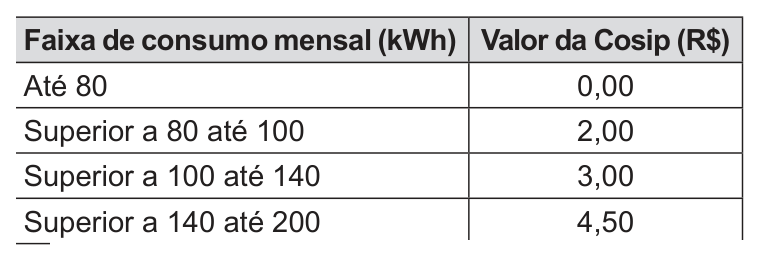 Faixa de consumo mensal (kWh) Valor da Cosip (R$)
Até 80 0,00
Superior a 80 até 100 2,00
Superior a 100 até 140 3,00
Superior a 140 até 200 4,50